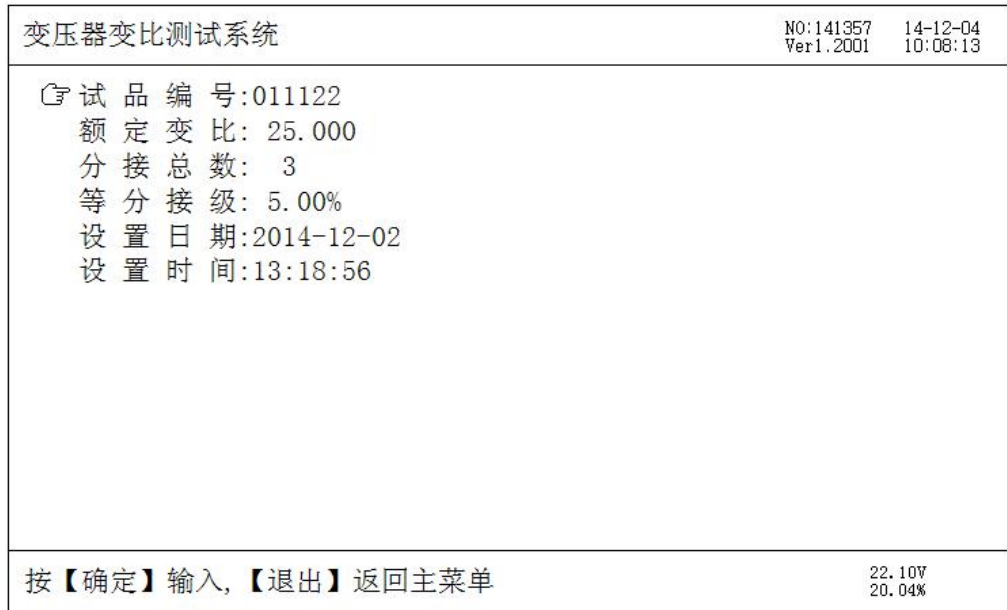 变压器变比测试系统
NO:141357 14-12-04
Ver1.2001 10:08:13
试 品 编 号:011122
额 定 变 比: 25.000
分 接 总 数: 3
等 分 接 级: 5.00%
设 置 日 期:2014-12-02
设 置 时 间:13:18:56
按【确定】输入,【退出】返回主菜单
22.10V
20.04%